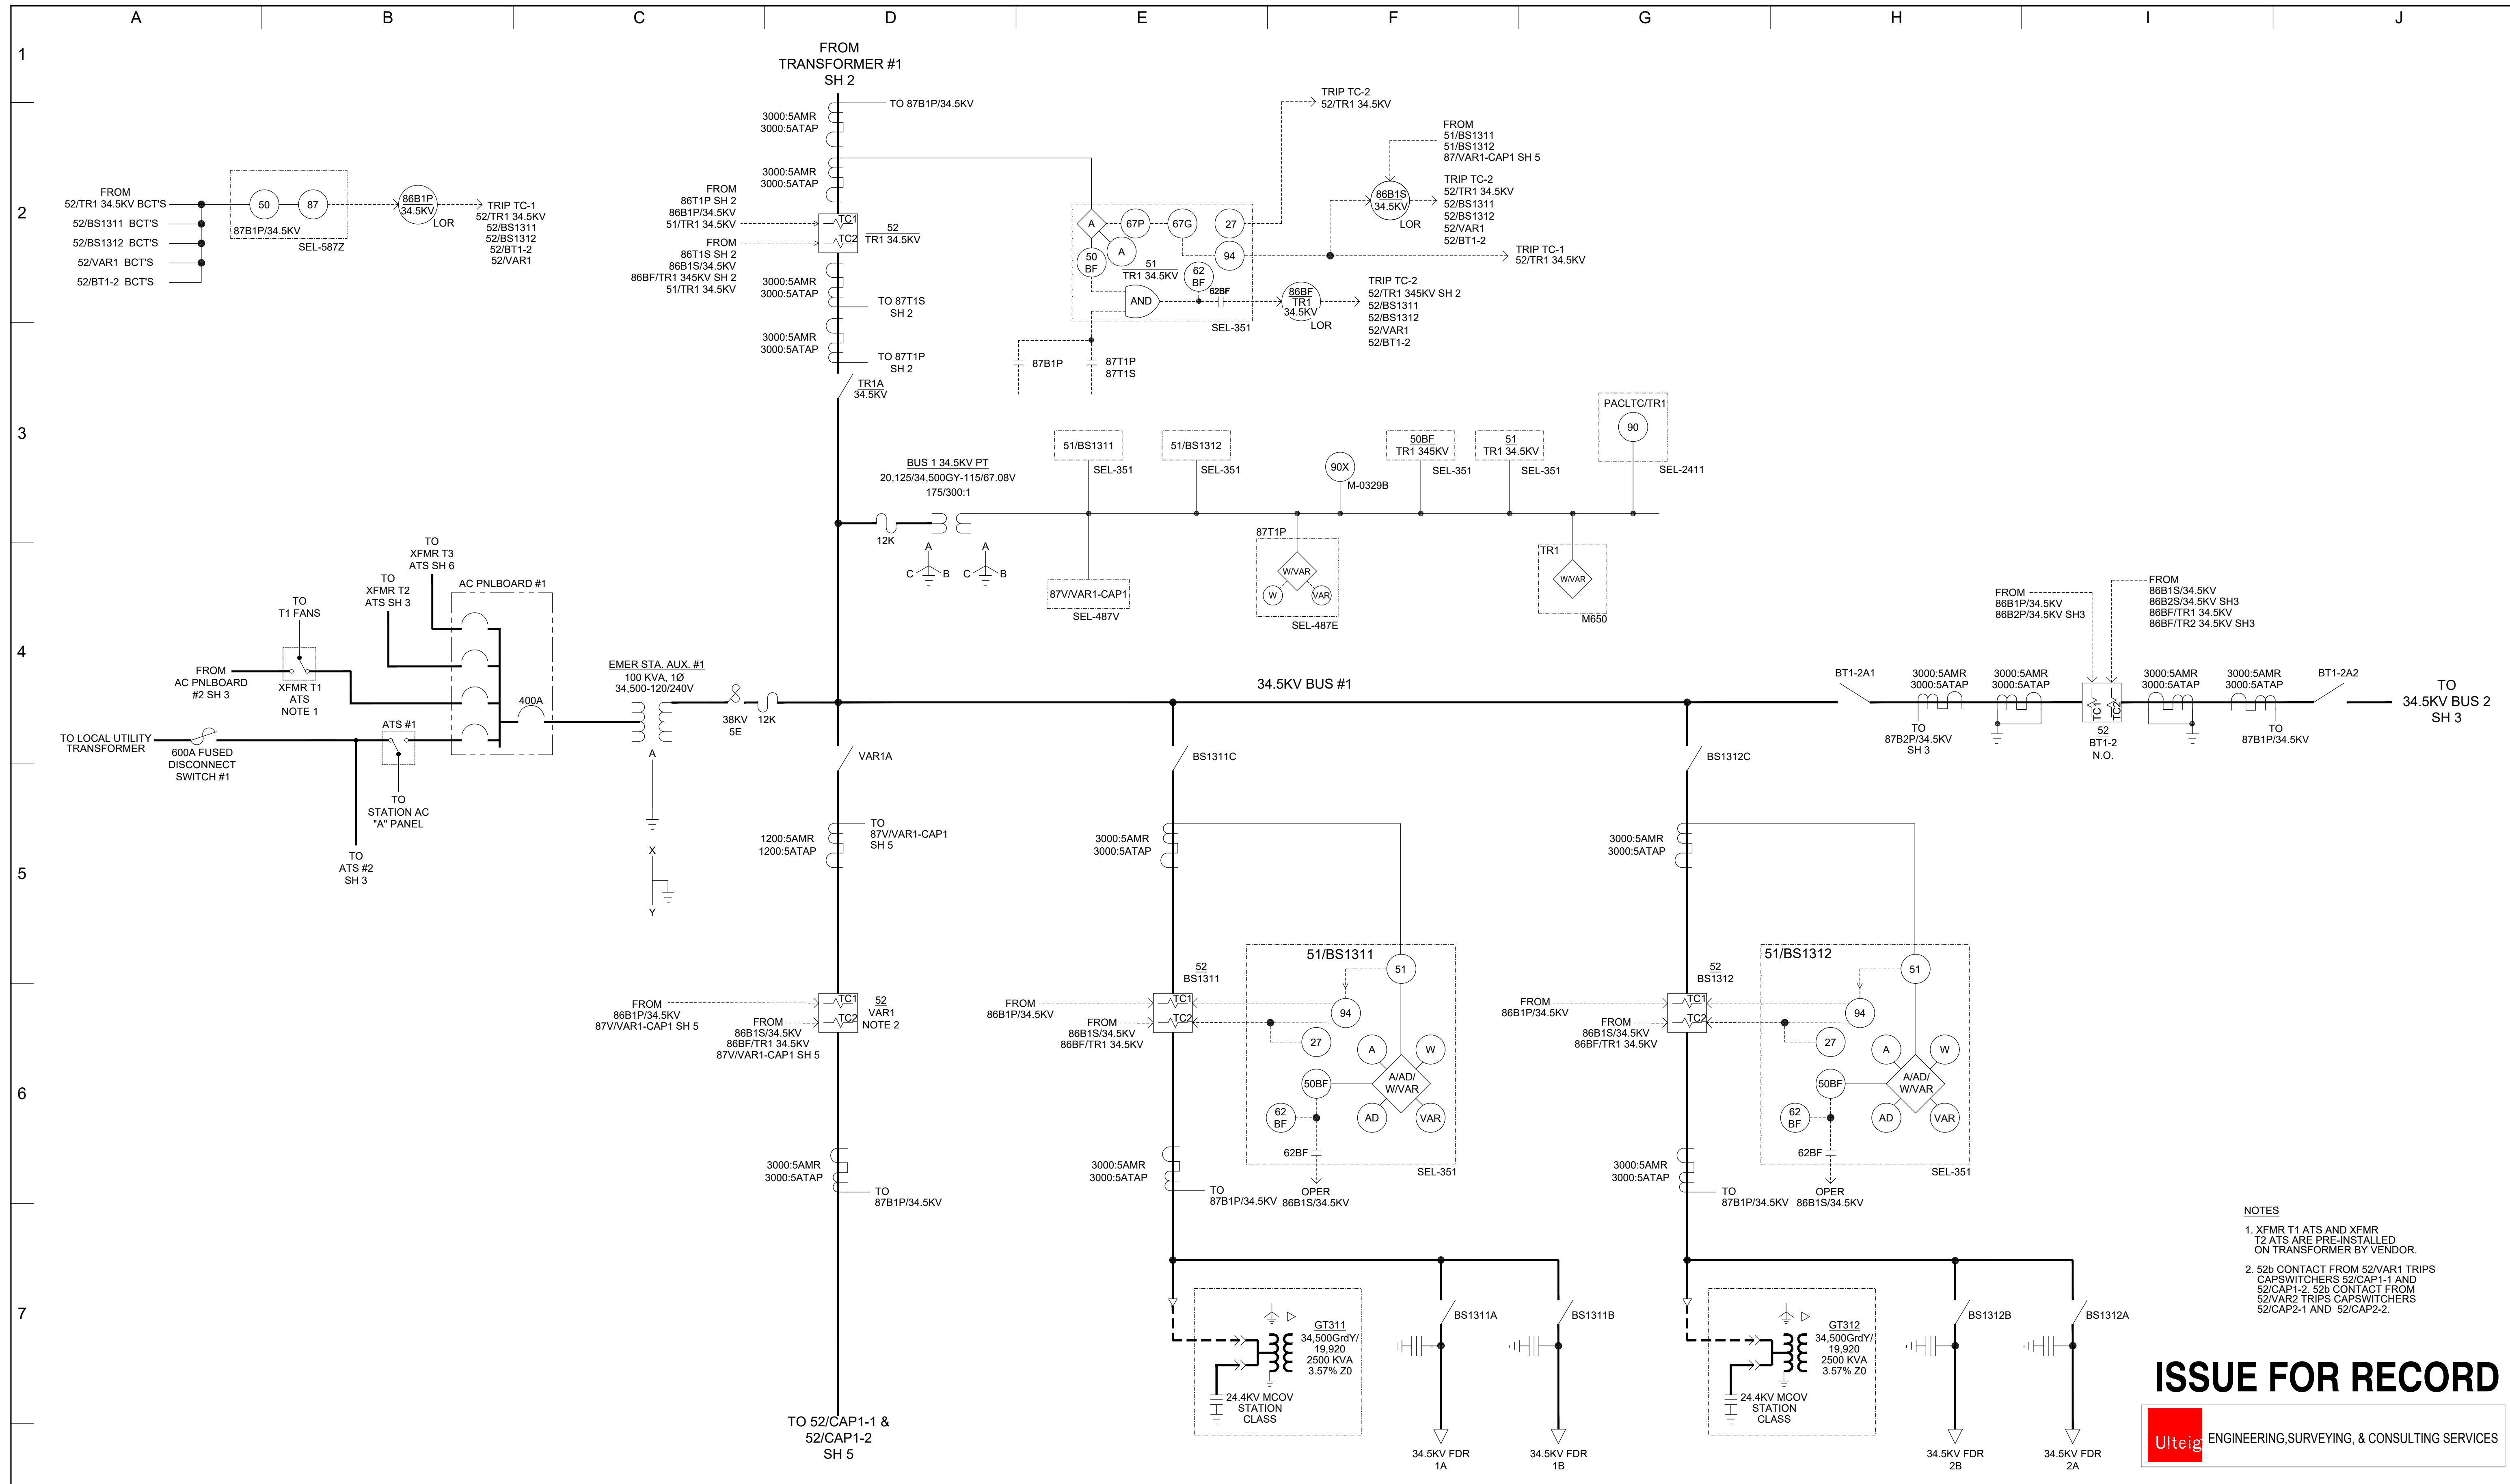 A B C D E F G H I J
1
2
3
4
5
6
7
FROM
TRANSFORMER #1
SH 2
TO 87B1P/34.5KV
3000:5AMR
3000:5ATAP
3000:5AMR
3000:5ATAP
FROM
86T1P SH 2
86B1P/34.5KV
51/TR1 34.5KV
FROM
86T1S SH 2
86B1S/34.5KV
86BF/TR1 345KV SH 2
51/TR1 34.5KV
TC1
TC2
52
TR1 34.5KV
3000:5AMR
3000:5ATAP
TO 87T1S
SH 2
3000:5AMR
3000:5ATAP
TO 87T1P
SH 2
TR1A
34.5KV
FROM
52/TR1 34.5KV BCT'S
52/BS1311 BCT'S
52/BS1312 BCT'S
52/VAR1 BCT'S
52/BT1-2 BCT'S
50
87
87B1P/34.5KV
SEL-587Z
86B1P
34.5KV
LOR
TRIP TC-1
52/TR1 34.5KV
52/BS1311
52/BS1312
52/BT1-2
52/VAR1
TRIP TC-2
52/TR1 34.5KV
FROM
51/BS1311
51/BS1312
87/VAR1-CAP1 SH 5
86B1S
34.5KV
LOR
TRIP TC-2
52/TR1 34.5KV
52/BS1311
52/BS1312
52/VAR1
52/BT1-2
TRIP TC-1
52/TR1 34.5KV
A
67P
67G
27
A
50
BF
94
51
TR1 34.5KV
62
BF
62BF
AND
SEL-351
86BF
TR1
34.5KV
LOR
TRIP TC-2
52/TR1 345KV SH 2
52/BS1311
52/BS1312
52/VAR1
52/BT1-2
87B1P
87T1P
87T1S
BUS 1 34.5KV PT
20,125/34,500GY-115/67.08V
175/300:1
12K
A
C
B
A
C
B
51/BS1311
SEL-351
51/BS1312
SEL-351
90X
M-0329B
50BF
TR1 345KV
SEL-351
51
TR1 34.5KV
SEL-351
PACLTC/TR1
90
SEL-2411
87V/VAR1-CAP1
SEL-487V
87T1P
W/VAR
W
VAR
SEL-487E
TR1
W/VAR
M650
TO
XFMR T3
ATS SH 6
TO
XFMR T2
ATS SH 3
TO
T1 FANS
AC PNLBOARD #1
FROM
AC PNLBOARD
#2 SH 3
XFMR T1
ATS
NOTE 1
400A
ATS #1
TO LOCAL UTILITY
TRANSFORMER
600A FUSED
DISCONNECT
SWITCH #1
TO
STATION AC
"A" PANEL
TO
ATS #2
SH 3
EMER STA. AUX. #1
100 KVA, 1Ø
34,500-120/240V
38KV
5E
12K
A
X
Y
34.5KV BUS #1
FROM
86B1P/34.5KV
86B2P/34.5KV SH3
FROM
86B1S/34.5KV
86B2S/34.5KV SH3
86BF/TR1 34.5KV
86BF/TR2 34.5KV SH3
BT1-2A1
3000:5AMR
3000:5ATAP
3000:5AMR
3000:5ATAP
3000:5AMR
3000:5ATAP
3000:5AMR
3000:5ATAP
BT1-2A2
TC1
TC2
52
BT1-2
N.O.
TO
87B2P/34.5KV
SH 3
TO
87B1P/34.5KV
TO
34.5KV BUS 2
SH 3
VAR1A
BS1311C
BS1312C
1200:5AMR
1200:5ATAP
TO
87V/VAR1-CAP1
SH 5
3000:5AMR
3000:5ATAP
3000:5AMR
3000:5ATAP
FROM
86B1P/34.5KV
87V/VAR1-CAP1 SH 5
FROM
86B1S/34.5KV
86BF/TR1 34.5KV
87V/VAR1-CAP1 SH 5
TC1
TC2
52
VAR1
NOTE 2
FROM
86B1P/34.5KV
FROM
86B1S/34.5KV
86BF/TR1 34.5KV
52
BS1311
TC1
TC2
51/BS1311
51
94
27
A
W
50BF
A/AD/
W/VAR
62
BF
AD
VAR
62BF
SEL-351
OPER
86B1S/34.5KV
FROM
86B1P/34.5KV
FROM
86B1S/34.5KV
86BF/TR1 34.5KV
52
BS1312
TC1
TC2
51/BS1312
51
94
27
A
W
50BF
A/AD/
W/VAR
62
BF
AD
VAR
62BF
SEL-351
OPER
86B1S/34.5KV
3000:5AMR
3000:5ATAP
TO
87B1P/34.5KV
3000:5AMR
3000:5ATAP
TO
87B1P/34.5KV
3000:5AMR
3000:5ATAP
TO
87B1P/34.5KV
GT311
34,500GrdY/
19,920
2500 KVA
3.57% Z0
24.4KV MCOV
STATION
CLASS
BS1311A
BS1311B
34.5KV FDR
1A
34.5KV FDR
1B
GT312
34,500GrdY/
19,920
2500 KVA
3.57% Z0
24.4KV MCOV
STATION
CLASS
BS1312B
BS1312A
34.5KV FDR
2B
34.5KV FDR
2A
TO 52/CAP1-1 &
52/CAP1-2
SH 5
NOTES
1. XFMR T1 ATS AND XFMR
T2 ATS ARE PRE-INSTALLED
ON TRANSFORMER BY VENDOR.
2. 52b CONTACT FROM 52/VAR1 TRIPS
CAPSWITCHERS 52/CAP1-1 AND
52/CAP1-2. 52b CONTACT FROM
52/VAR2 TRIPS CAPSWITCHERS
52/CAP2-1 AND 52/CAP2-2.
ISSUE FOR RECORD
Ulteig
ENGINEERING,SURVEYING, & CONSULTING SERVICES